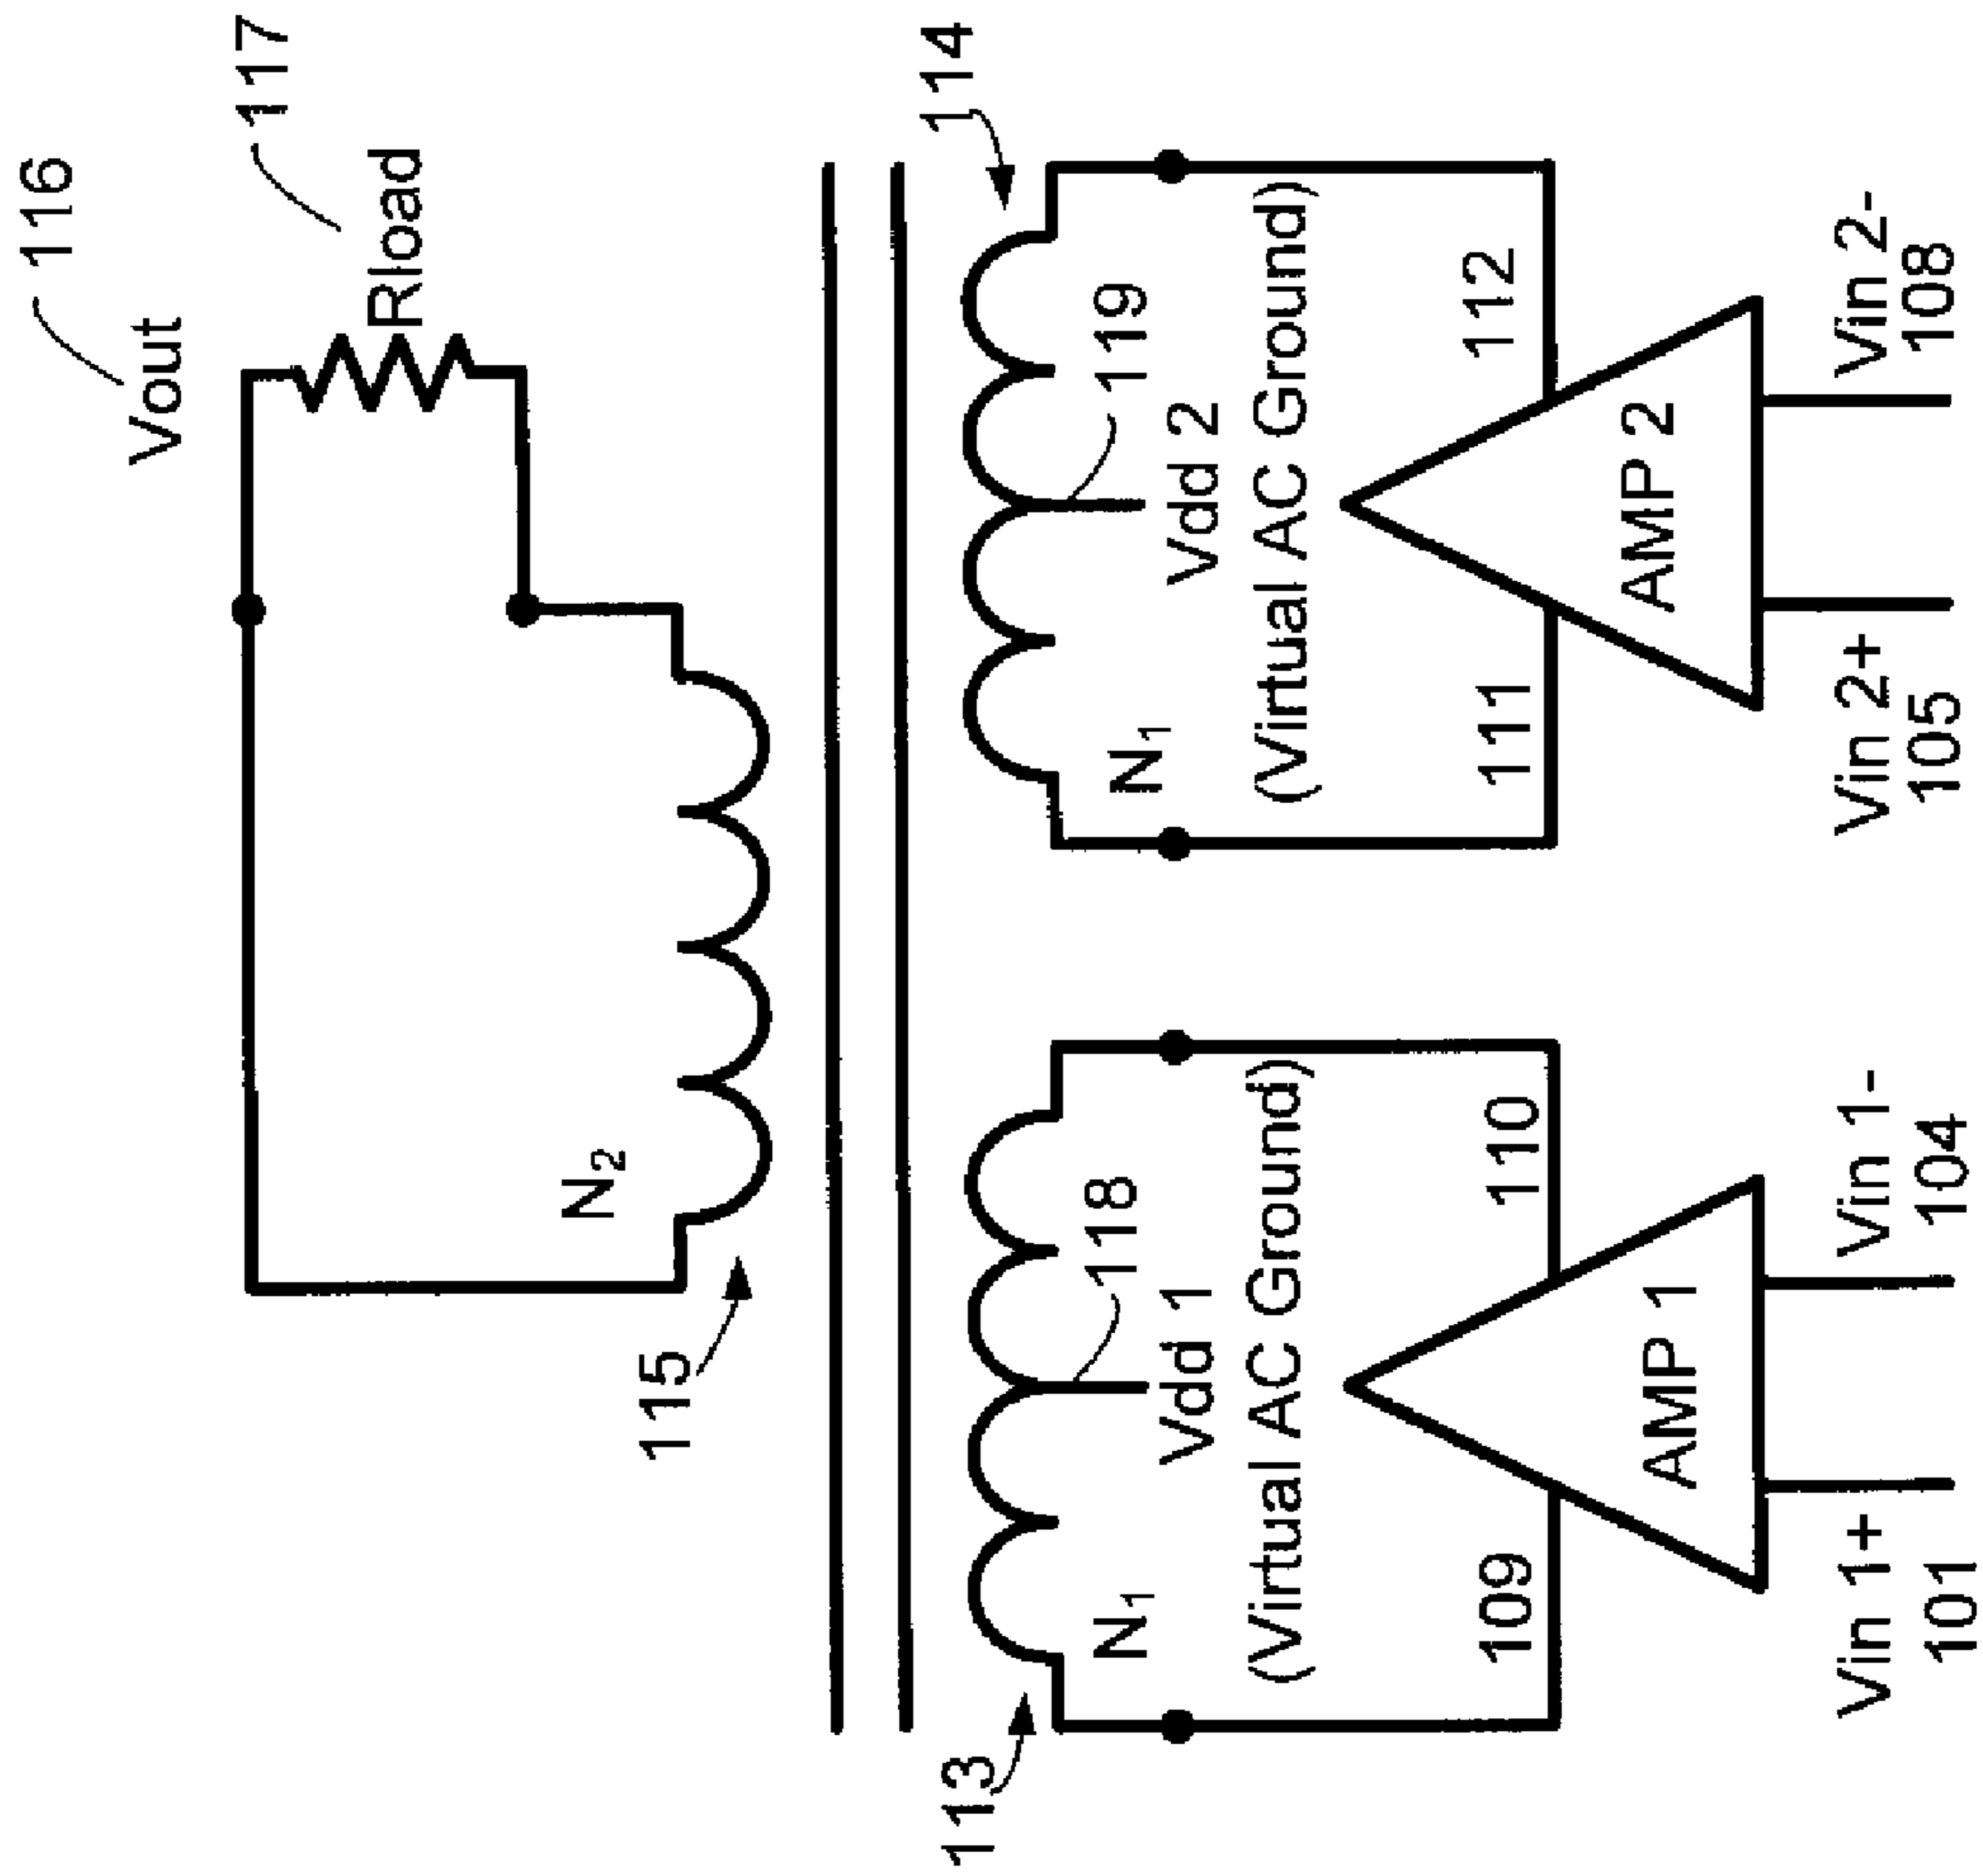 116
Vout
117
Rload
N₂
115
114
113
N₁
118
Vdd 1
(Virtual AC Ground)
109
110
AMP 1
Vin 1+
101
Vin 1-
104
N₁
119
Vdd 2
(Virtual AC Ground)
111
112
AMP 2
Vin 2+
105
Vin 2-
108